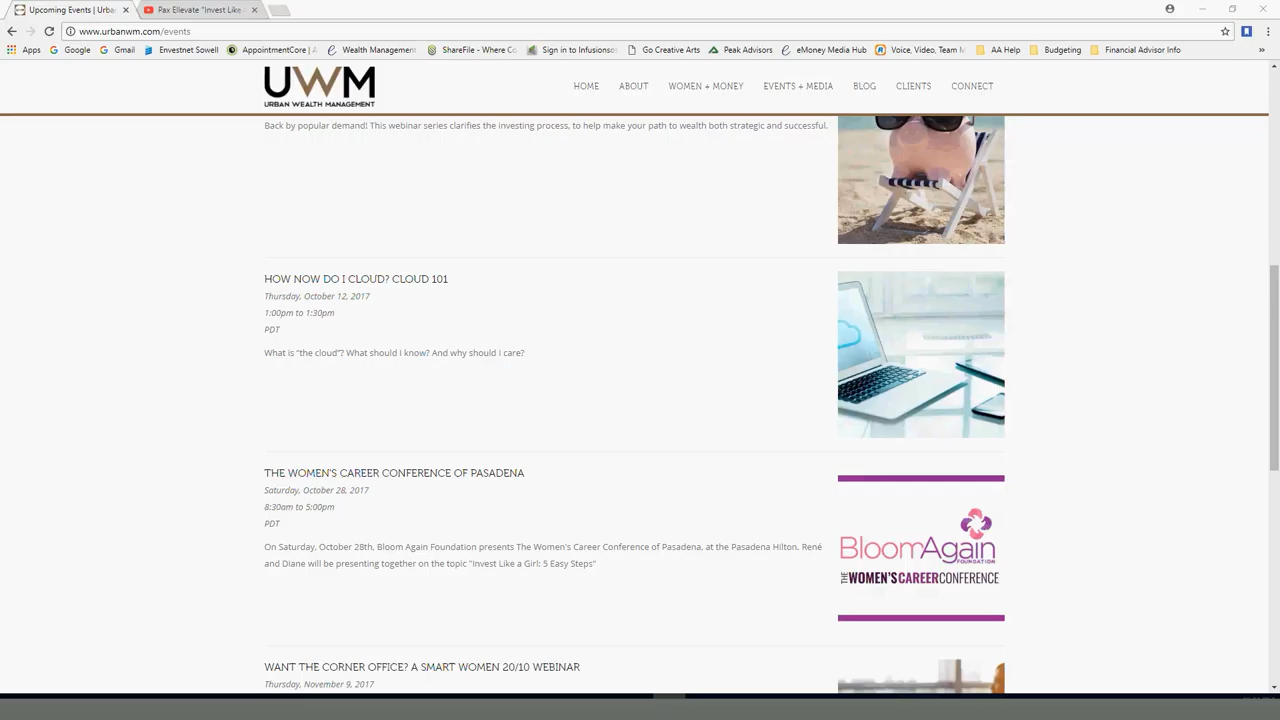 Upcoming Events | Urba
Pax Ellevate "Invest Like
www.urbanwm.com/events
Apps Google Gmail Envestnet Sowell AppointmentCore | A Wealth Management ShareFile - Where Co Sign in to Infusionso Go Creative Arts Peak Advisors eMoney Media Hub Voice, Video, Team M AA Help Budgeting Financial Advisor Info »
UWM
URBAN WEALTH MANAGEMENT
HOME ABOUT WOMEN + MONEY EVENTS + MEDIA BLOG CLIENTS CONNECT
Back by popular demand! This webinar series clarifies the investing process, to help make your path to wealth both strategic and successful.
HOW NOW DO I CLOUD? CLOUD 101
Thursday, October 12, 2017
1:00pm to 1:30pm
PDT
What is “the cloud”? What should I know? And why should I care?
THE WOMEN'S CAREER CONFERENCE OF PASADENA
Saturday, October 28, 2017
8:30am to 5:00pm
PDT
On Saturday, October 28th, Bloom Again Foundation presents The Women's Career Conference of Pasadena, at the Pasadena Hilton. René
and Diane will be presenting together on the topic "Invest Like a Girl: 5 Easy Steps"
BloomAgain
FOUNDATION
THE WOMEN'SCAREERCONFERENCE
WANT THE CORNER OFFICE? A SMART WOMEN 20/10 WEBINAR
Thursday, November 9, 2017